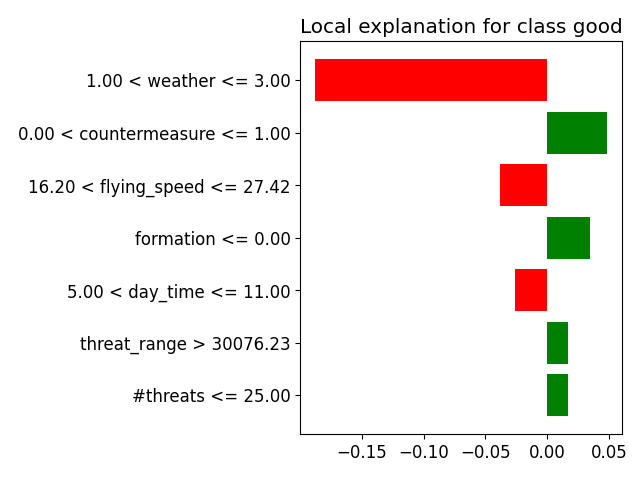 Local explanation for class good
1.00 < weather <= 3.00
0.00 < countermeasure <= 1.00
16.20 < flying_speed <= 27.42
formation <= 0.00
5.00 < day_time <= 11.00
threat_range > 30076.23
#threats <= 25.00
−0.15 −0.10 −0.05 0.00 0.05